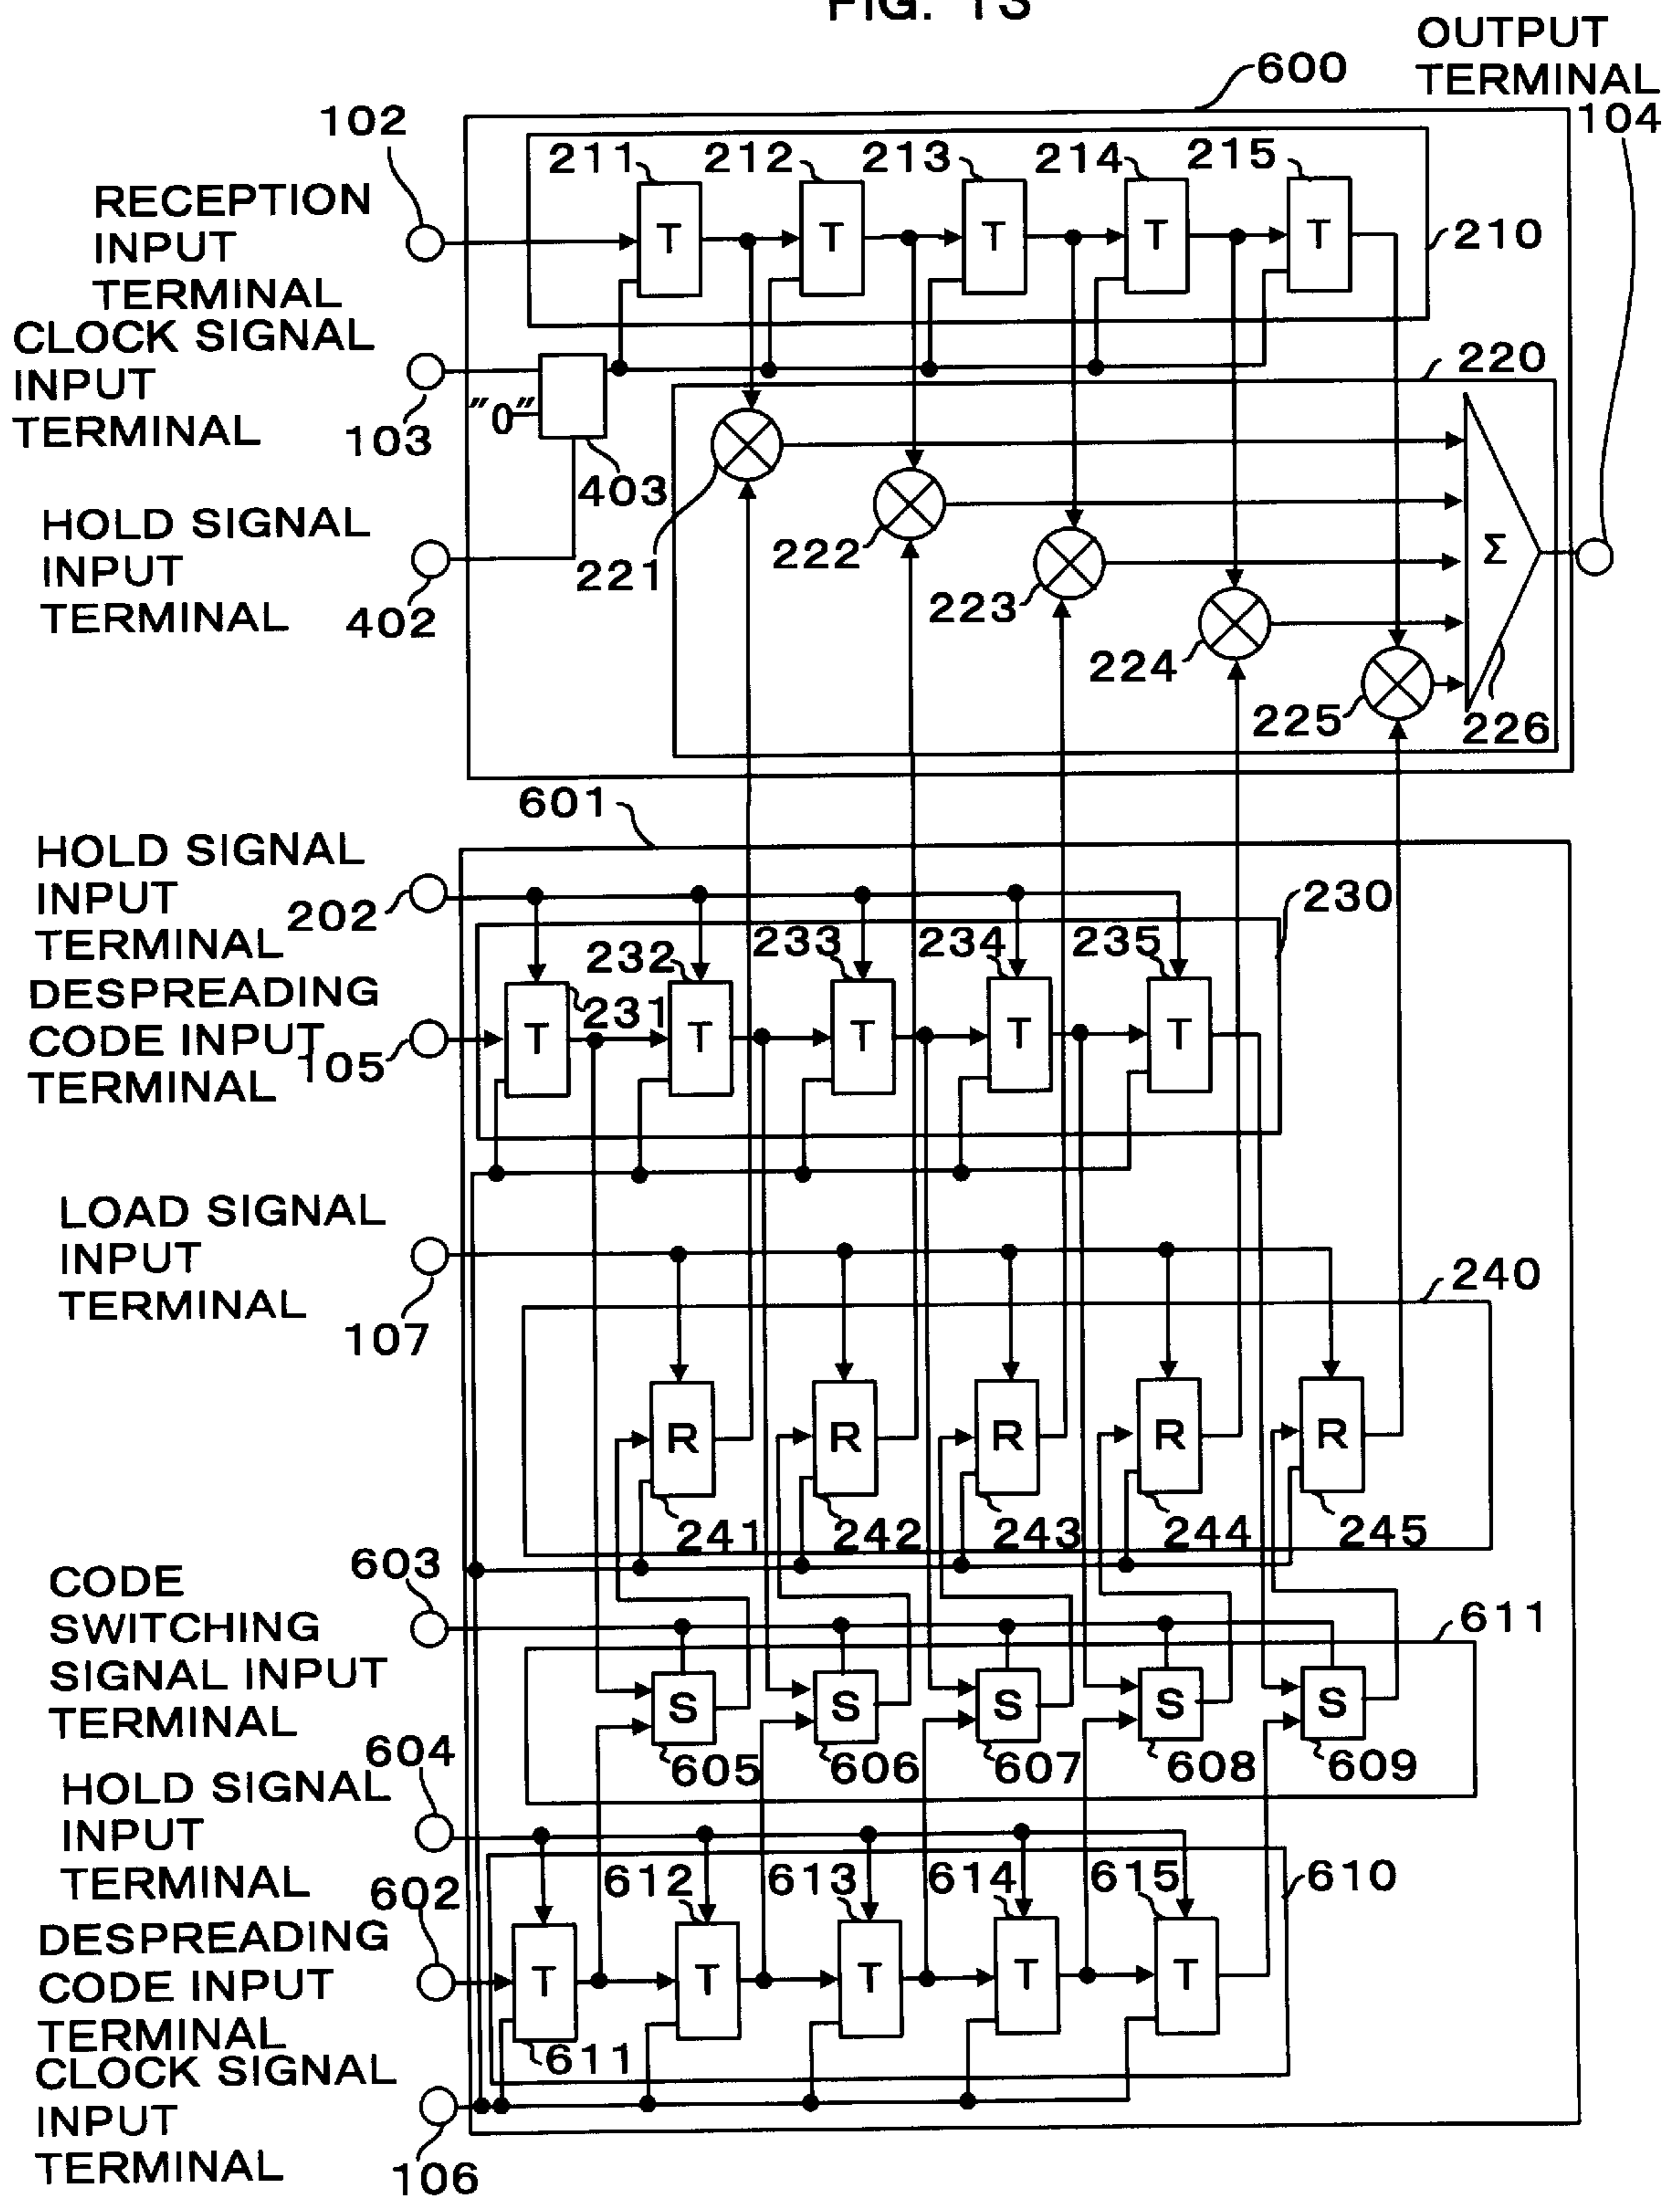 FIG. 13
OUTPUT
TERMINAL
104
600
102
211
212
213
214
215
RECEPTION
INPUT
TERMINAL
T
T
T
T
T
210
CLOCK SIGNAL
INPUT
TERMINAL
103
"0"
403
220
HOLD SIGNAL
INPUT
TERMINAL
402
221
222
223
224
225
226
Σ
601
HOLD SIGNAL
INPUT
TERMINAL
202
230
231
232
233
234
235
DESPREADING
CODE INPUT
TERMINAL
105
T
T
T
T
T
LOAD SIGNAL
INPUT
TERMINAL
107
240
R
R
R
R
R
241
242
243
244
245
CODE
SWITCHING
SIGNAL INPUT
TERMINAL
603
611
S
S
S
S
S
605
606
607
608
609
604
HOLD SIGNAL
INPUT
TERMINAL
602
612
613
614
615
610
DESPREADING
CODE INPUT
TERMINAL
T
T
T
T
T
611
CLOCK SIGNAL
INPUT
TERMINAL
106